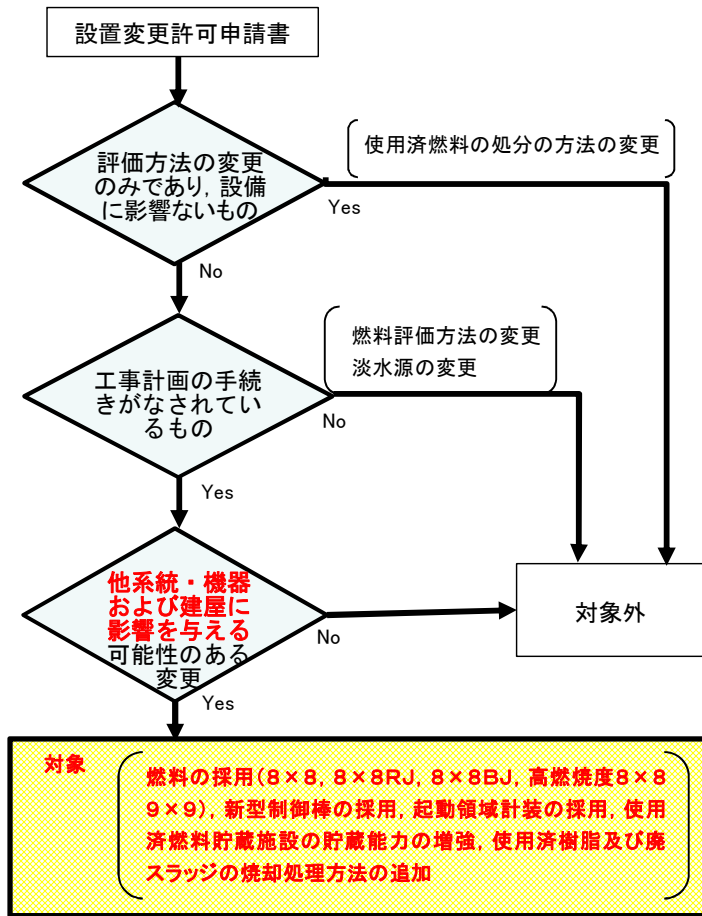 設置変更許可申請書
評価方法の変更
のみであり, 設備
に影響ないもの
使用済燃料の処分の方法の変更
Yes
No
工事計画の手続
きがなされてい
るもの
燃料評価方法の変更
淡水源の変更
No
Yes
他系統・機器
および建屋に
影響を与える
可能性のある
変更
No
対象外
Yes
対象
燃料の採用(8×8, 8×8RJ, 8×8BJ, 高燃焼度8×8
9×9), 新型制御棒の採用, 起動領域計装の採用, 使用
済燃料貯蔵施設の貯蔵能力の増強, 使用済樹脂及び廃
スラッジの焼却処理方法の追加